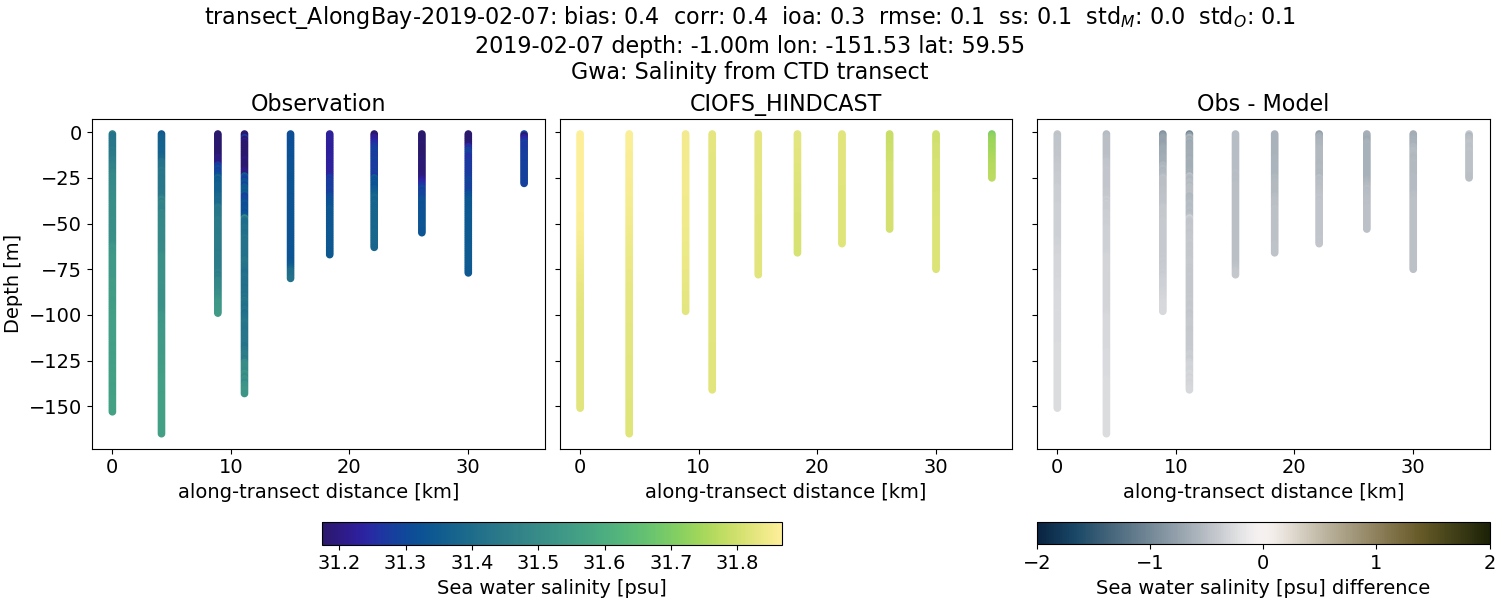 transect_AlongBay-2019-02-07: bias: 0.4 corr: 0.4 ioa: 0.3 rmse: 0.1 ss: 0.1 std_M: 0.0 std_O: 0.1
2019-02-07 depth: -1.00m lon: -151.53 lat: 59.55
Gwa: Salinity from CTD transect
Observation
CIOFS_HINDCAST
Obs - Model
Depth [m]
0
−25
−50
−75
−100
−125
−150
0 10 20 30
0 10 20 30
0 10 20 30
along-transect distance [km]
along-transect distance [km]
along-transect distance [km]
31.2 31.3 31.4 31.5 31.6 31.7 31.8
Sea water salinity [psu]
−2 −1 0 1 2
Sea water salinity [psu] difference